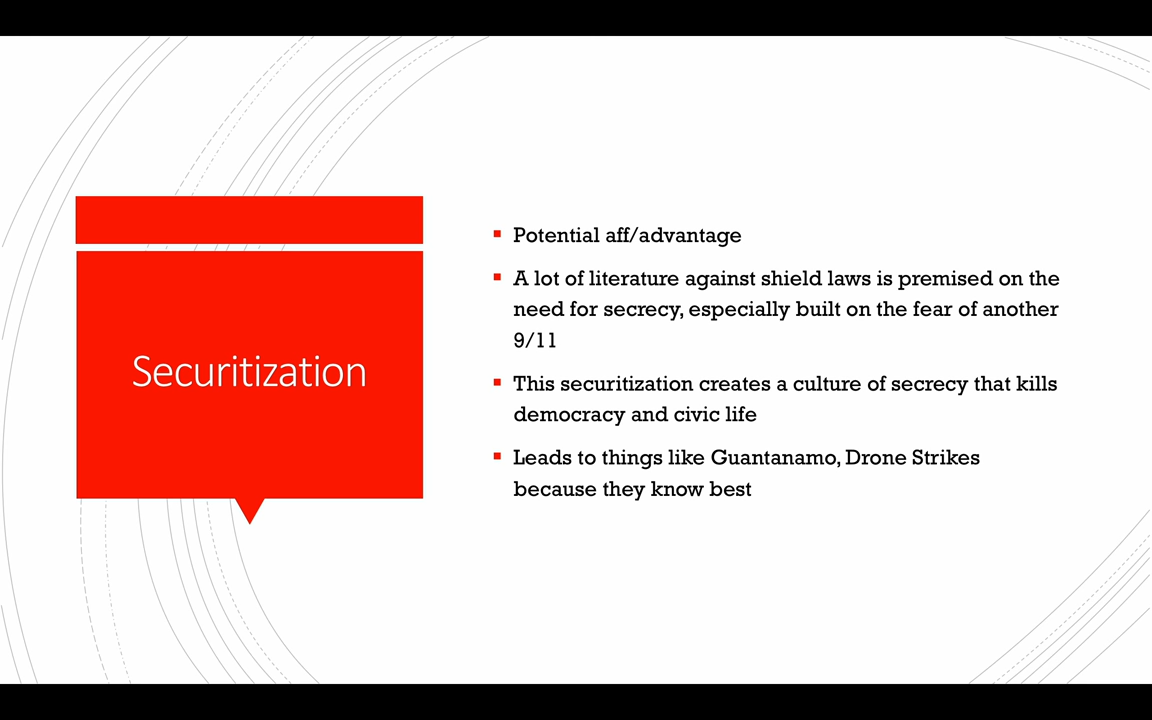 Securitization
Potential aff/advantage
A lot of literature against shield laws is premised on the
need for secrecy, especially built on the fear of another
9/11
This securitization creates a culture of secrecy that kills
democracy and civic life
Leads to things like Guantanamo, Drone Strikes
because they know best